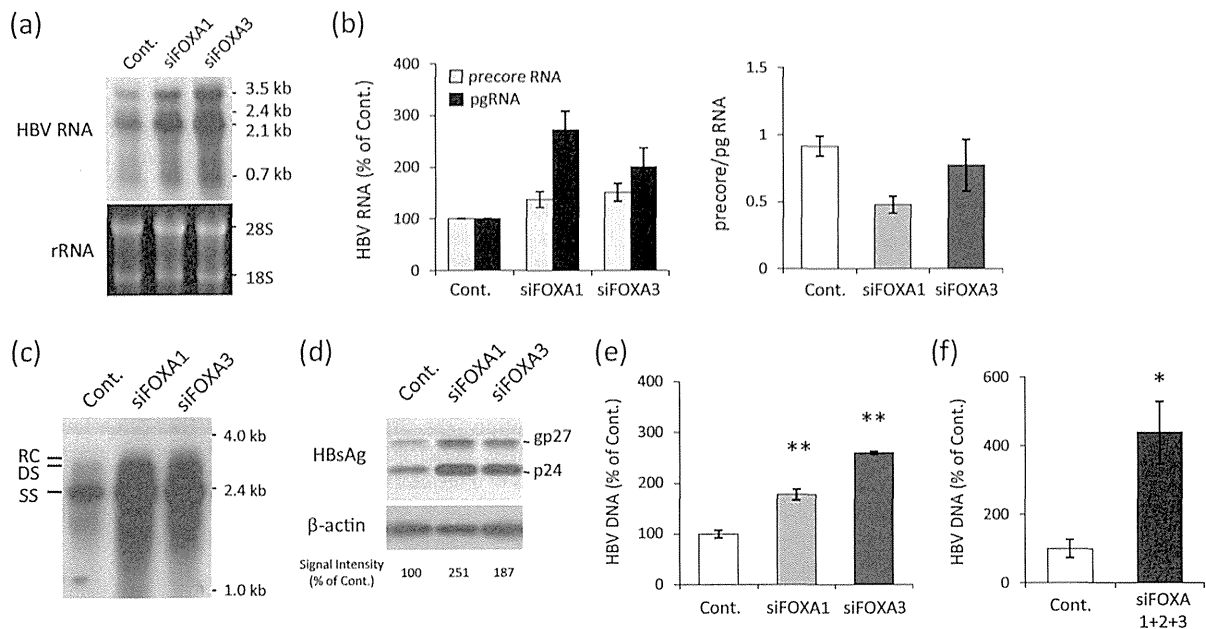 (a)
Cont.
siFOXA1
siFOXA3
HBV RNA
3.5 kb
2.4 kb
2.1 kb
0.7 kb
rRNA
28S
18S
(b)
HBV RNA (% of Cont.)
400
300
200
100
0
precore RNA
pgRNA
Cont.
siFOXA1
siFOXA3
precore/pg RNA
1.5
1
0.5
0
Cont.
siFOXA1
siFOXA3
(c)
Cont.
siFOXA1
siFOXA3
RC
DS
SS
4.0 kb
2.4 kb
1.0 kb
(d)
Cont.
siFOXA1
siFOXA3
HBsAg
gp27
p24
β-actin
Signal Intensity
(% of Cont.)
100 251 187
(e)
HBV DNA (% of Cont.)
400
300
200
100
0
**
**
Cont.
siFOXA1
siFOXA3
(f)
HBV DNA (% of Cont.)
600
400
200
0
*
Cont.
siFOXA
1+2+3